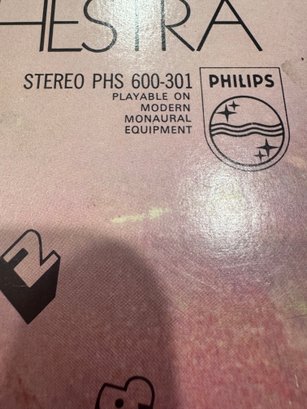 HESTRA
STEREO PHS 600-301
PLAYABLE ON
MODERN
MONAURAL
EQUIPMENT
PHILIPS